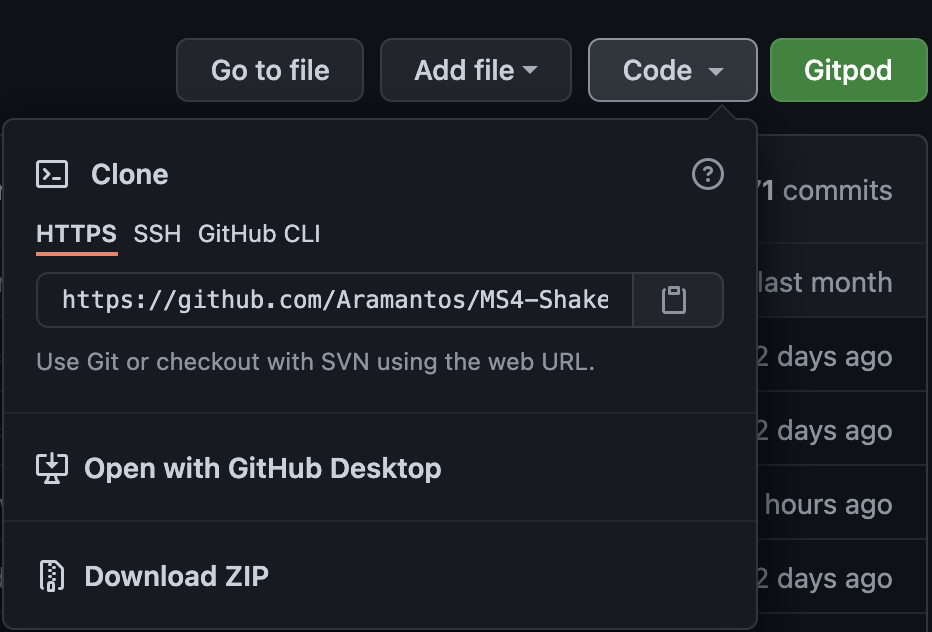 Go to file Add file Code Gitpod
Clone
commits
HTTPS SSH GitHub CLI
https://github.com/Aramantos/MS4-Shake
last month
Use Git or checkout with SVN using the web URL.
2 days ago
2 days ago
Open with GitHub Desktop
hours ago
Download ZIP
2 days ago